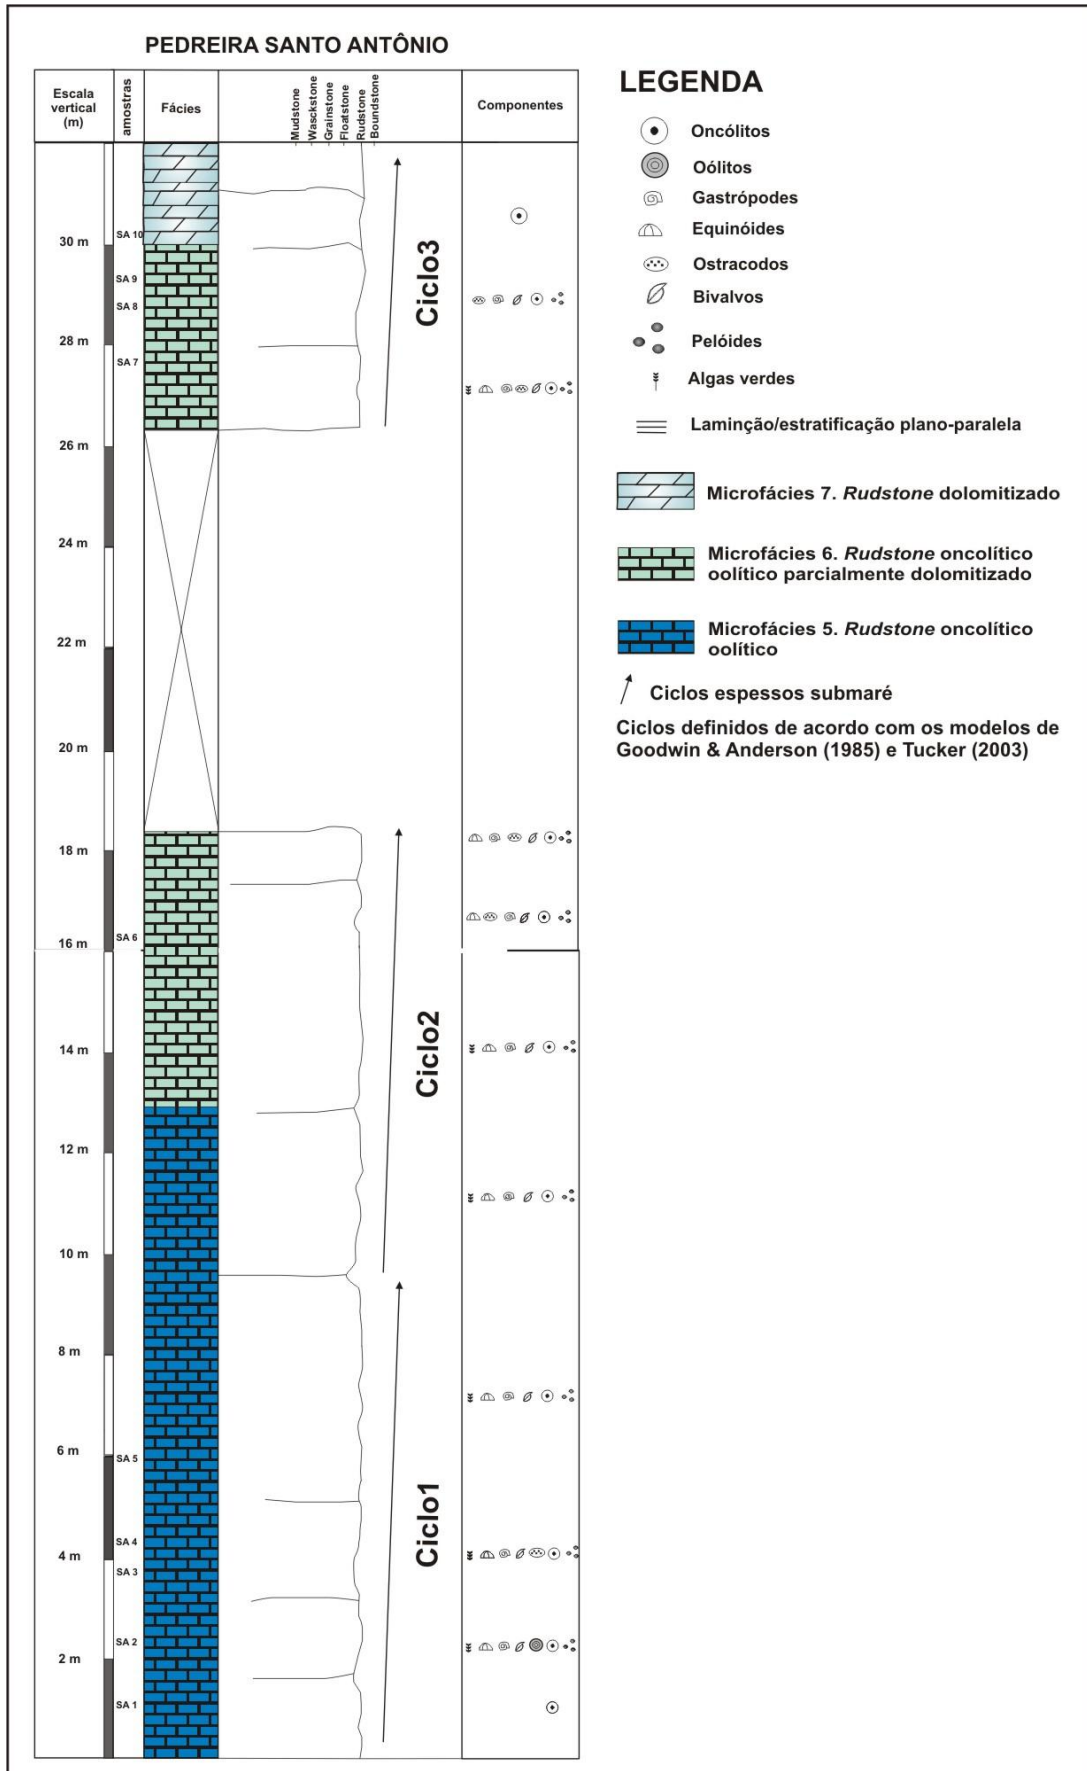 PEDREIRA SANTO ANTÔNIO
Escala vertical (m)
amostras
Fácies
Mudstone
Wasckstone
Grainstone
Floatstone
Rudstone
Boundstone
Componentes
30 m
28 m
26 m
24 m
22 m
20 m
18 m
16 m
14 m
12 m
10 m
8 m
6 m
4 m
2 m
SA 10
SA 9
SA 8
SA 7
SA 6
SA 5
SA 4
SA 3
SA 2
SA 1
Ciclo3
Ciclo2
Ciclo1
LEGENDA
Oncólitos
Oólitos
Gastrópodes
Equinóides
Ostracodos
Bivalvos
Pelóides
Algas verdes
Laminção/estratificação plano-paralela
Microfácies 7. Rudstone dolomitizado
Microfácies 6. Rudstone oncolítico
oolítico parcialmente dolomitizado
Microfácies 5. Rudstone oncolítico
oolítico
Ciclos espessos submaré
Ciclos definidos de acordo com os modelos de
Goodwin & Anderson (1985) e Tucker (2003)